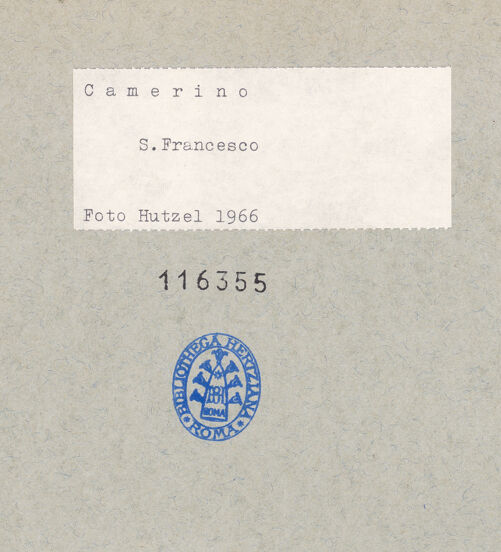 Camerino
S.Francesco
Foto Hutzel 1966
116355
BIBLIOTHECA HERTZIANA
ROMA
ROMA